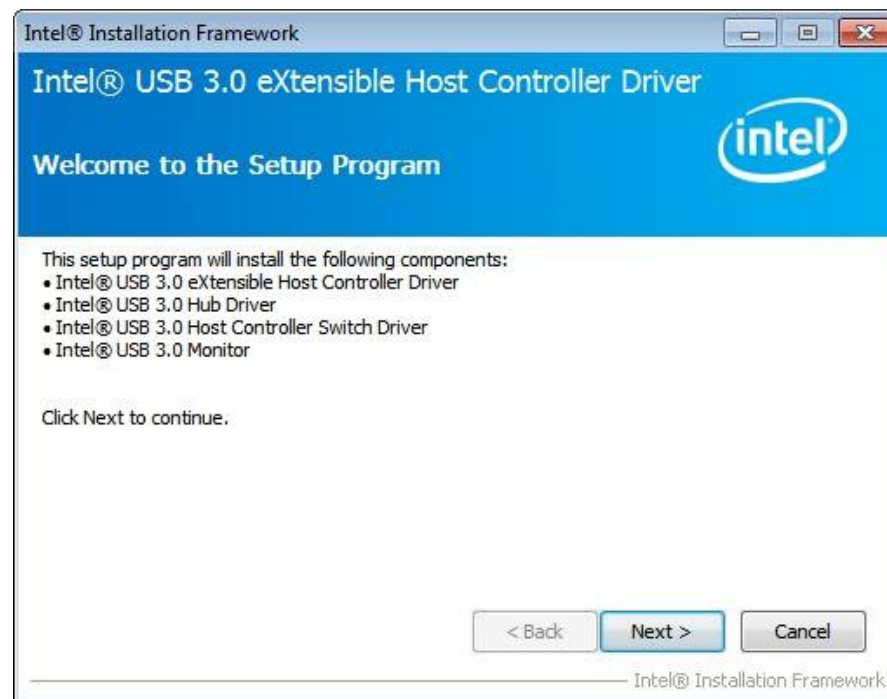 Intel® Installation Framework
Intel® USB 3.0 eXtensible Host Controller Driver
intel
Welcome to the Setup Program
This setup program will install the following components:
• Intel® USB 3.0 eXtensible Host Controller Driver
• Intel® USB 3.0 Hub Driver
• Intel® USB 3.0 Host Controller Switch Driver
• Intel® USB 3.0 Monitor
Click Next to continue.
< Back Next > Cancel
Intel® Installation Framework